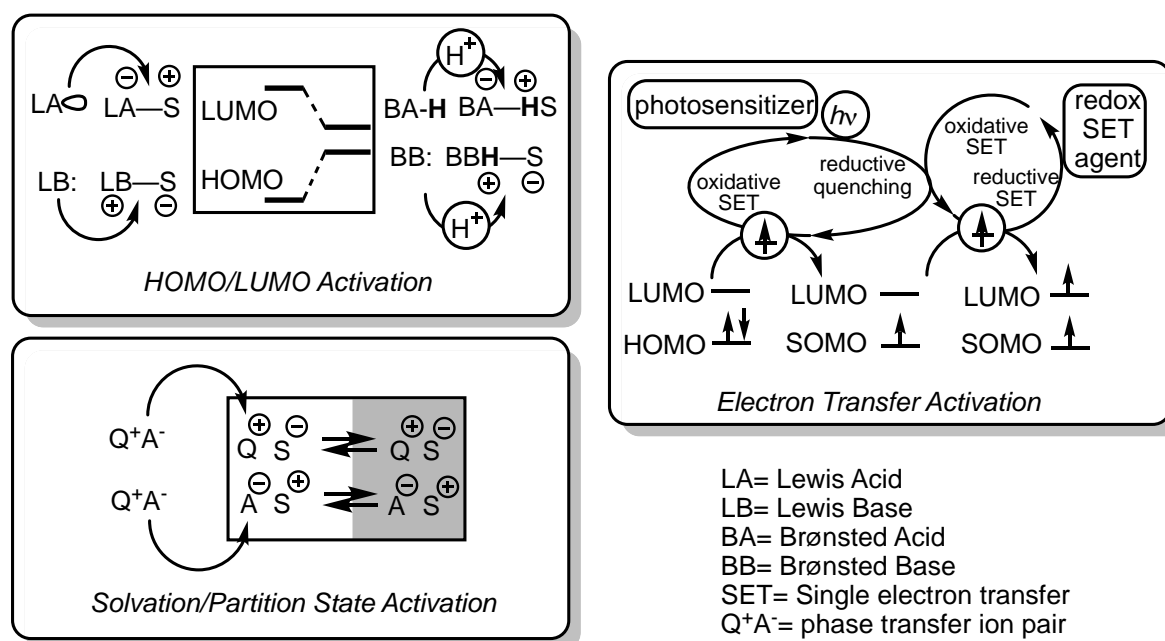 LA
⊖ ⊕
LA—S
LUMO
HOMO
LB:
LB—S
⊕ ⊖
H+
⊖ ⊕
BA-H BA—HS
BB: BBH—S
⊕ ⊖
H+
HOMO/LUMO Activation
Q+A-
Q+A-
⊕ ⊖
Q S
⊖ ⊕
A S
⊕ ⊖
Q S
⊖ ⊕
A S
Solvation/Partition State Activation
photosensitizer
hν
redox
SET
agent
oxidative
SET
reductive
quenching
oxidative
SET
reductive
SET
LUMO
HOMO
LUMO
SOMO
LUMO
SOMO
Electron Transfer Activation
LA= Lewis Acid
LB= Lewis Base
BA= Brønsted Acid
BB= Brønsted Base
SET= Single electron transfer
Q+A-= phase transfer ion pair